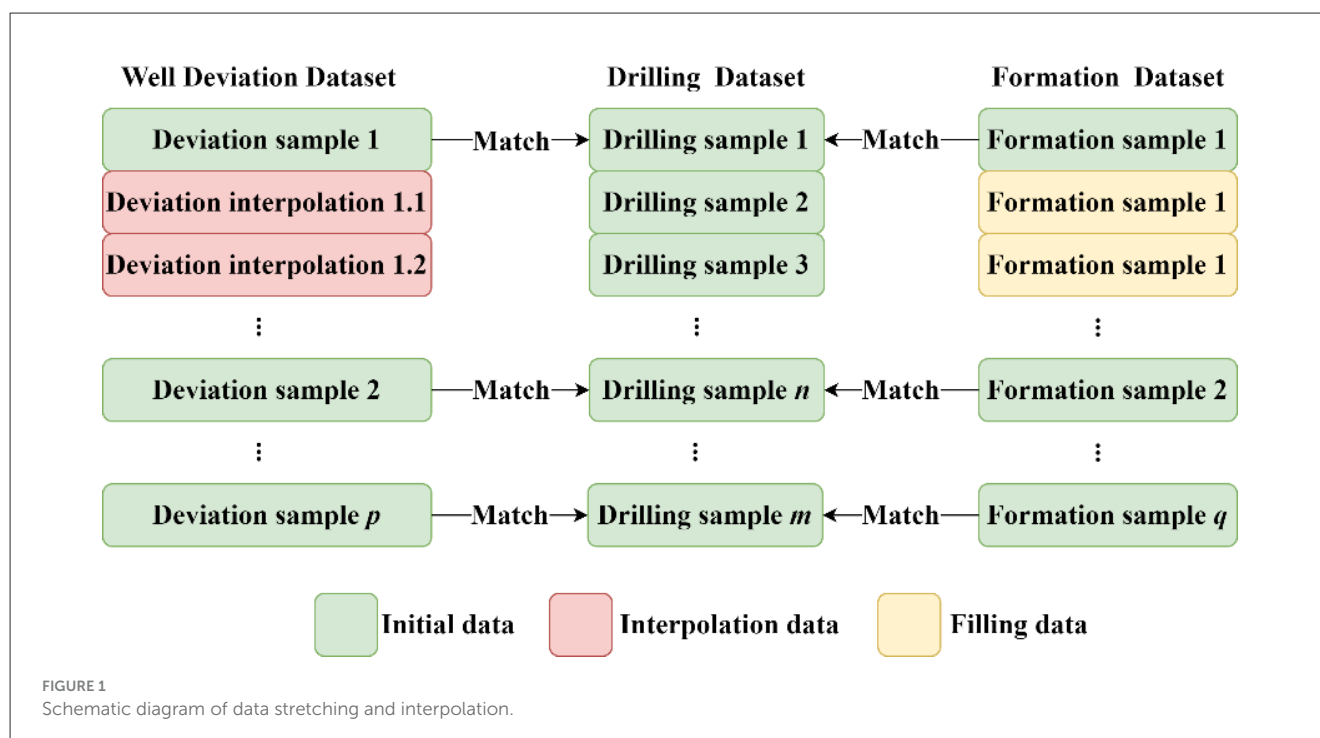 Well Deviation Dataset Drilling Dataset Formation Dataset
Deviation sample 1 Match Drilling sample 1 Match Formation sample 1
Deviation interpolation 1.1 Drilling sample 2 Formation sample 1
Deviation interpolation 1.2 Drilling sample 3 Formation sample 1
⋮ ⋮ ⋮
Deviation sample 2 Match Drilling sample n Match Formation sample 2
⋮ ⋮ ⋮
Deviation sample p Match Drilling sample m Match Formation sample q
Initial data Interpolation data Filling data
FIGURE 1
Schematic diagram of data stretching and interpolation.